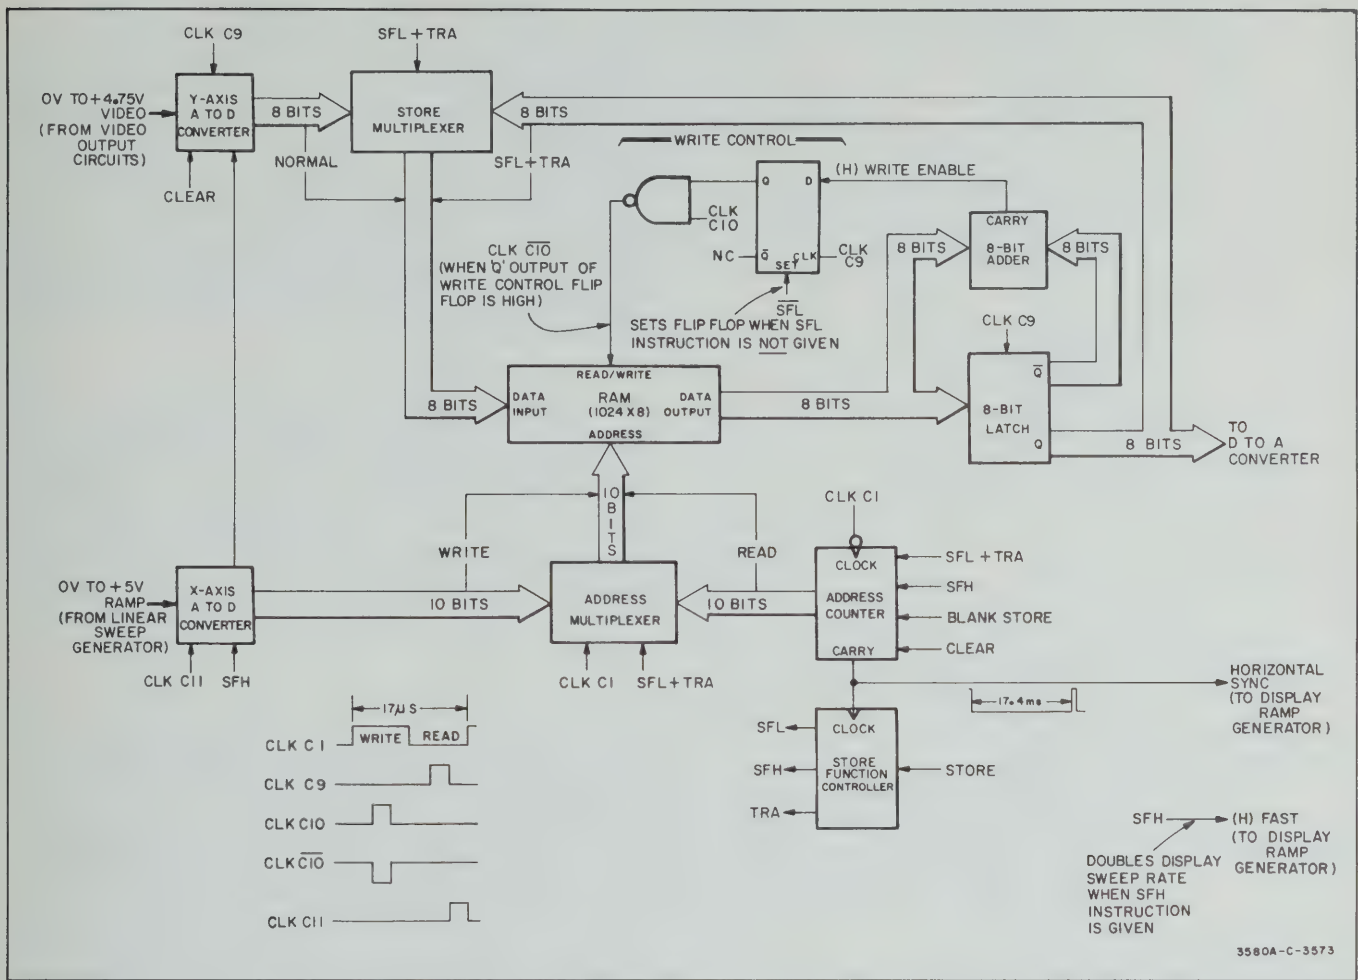 CLK C9
SFL + TRA
0V TO +4.75V
VIDEO
(FROM VIDEO
OUTPUT
CIRCUITS)
Y-AXIS
A TO D
CONVERTER
8 BITS
STORE
MULTIPLEXER
8 BITS
CLEAR
NORMAL
SFL+TRA
WRITE CONTROL
Q
D
Q̅
SET
CLK
CLK
C10
NC
CLK
C9
(H) WRITE ENABLE
S̅F̅L̅
SETS FLIP FLOP WHEN SFL
INSTRUCTION IS NOT GIVEN
CLK C̅1̅0̅
(WHEN 'Q' OUTPUT OF
WRITE CONTROL FLIP
FLOP IS HIGH)
8 BITS
CARRY
8-BIT
ADDER
8 BITS
CLK C9
Q̅
8-BIT
LATCH
Q
8 BITS
TO
D TO A
CONVERTER
8 BITS
READ/WRITE
DATA
INPUT
RAM
(1024 X 8)
DATA
OUTPUT
ADDRESS
8 BITS
10
BITS
WRITE
READ
0V TO +5V
RAMP
(FROM LINEAR
SWEEP
GENERATOR)
X-AXIS
A TO D
CONVERTER
10 BITS
ADDRESS
MULTIPLEXER
10 BITS
CLK C11
SFH
CLK C1
SFL+TRA
CLK C1
CLOCK
ADDRESS
COUNTER
CARRY
SFL + TRA
SFH
BLANK STORE
CLEAR
17.4ms
HORIZONTAL
SYNC
(TO DISPLAY
RAMP
GENERATOR)
CLOCK
STORE
FUNCTION
CONTROLLER
SFL
SFH
TRA
STORE
17µS
CLK C1
WRITE
READ
CLK C9
CLK C10
CLK C̅1̅0̅
CLK C11
SFH
(H) FAST
(TO DISPLAY
RAMP
GENERATOR)
DOUBLES DISPLAY
SWEEP RATE
WHEN SFH
INSTRUCTION
IS GIVEN
3580A-C-3573